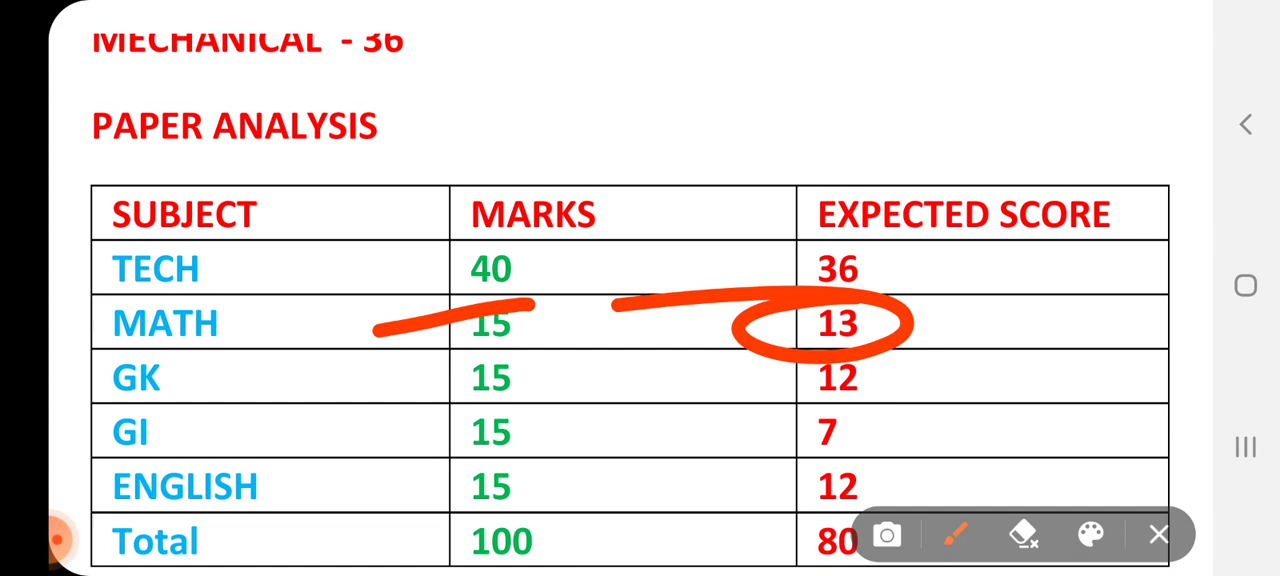 MECHANICAL - 36
PAPER ANALYSIS
SUBJECT MARKS EXPECTED SCORE
TECH 40 36
MATH 15 13
GK 15 12
GI 15 7
ENGLISH 15 12
Total 100 80